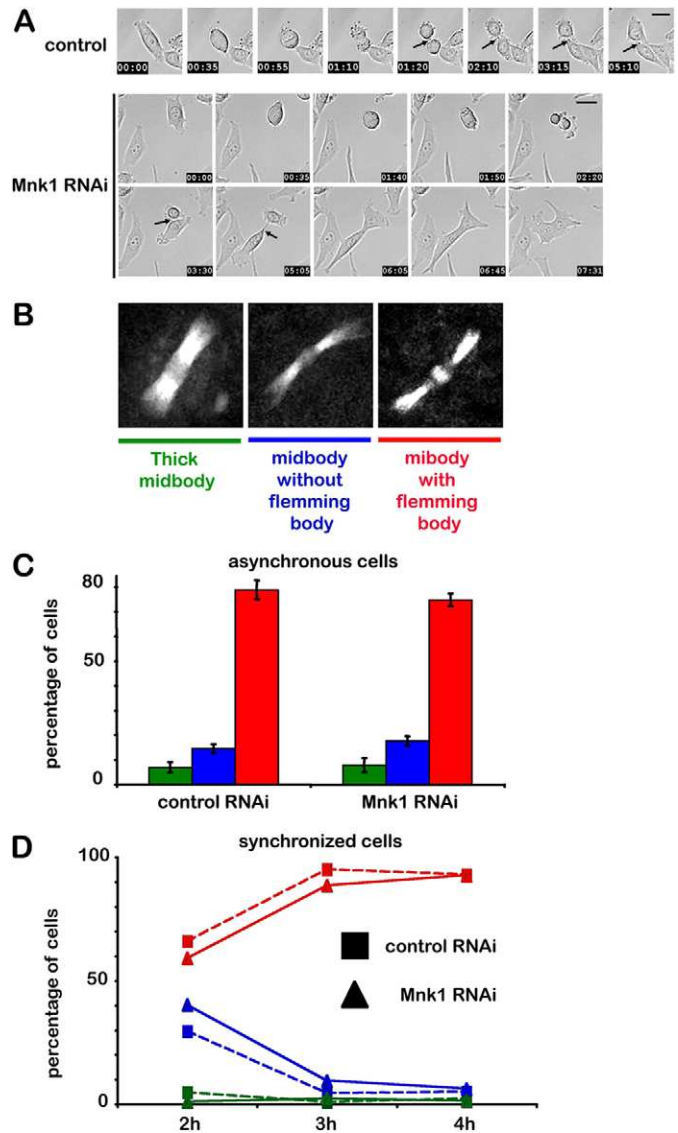 A
control
00:00 00:35 00:55 01:10 01:20 02:10 03:15 05:10
Mnk1 RNAi
00:00 00:35 01:40 01:50 02:20
03:30 05:05 06:05 06:45 07:31
B
Thick
midbody
midbody
without
flemming
body
mibody
with
flemming
body
C
asynchronous cells
percentage of cells
80
50
0
control RNAi Mnk1 RNAi
D
synchronized cells
percentage of cells
100
50
0
control RNAi
Mnk1 RNAi
2h 3h 4h